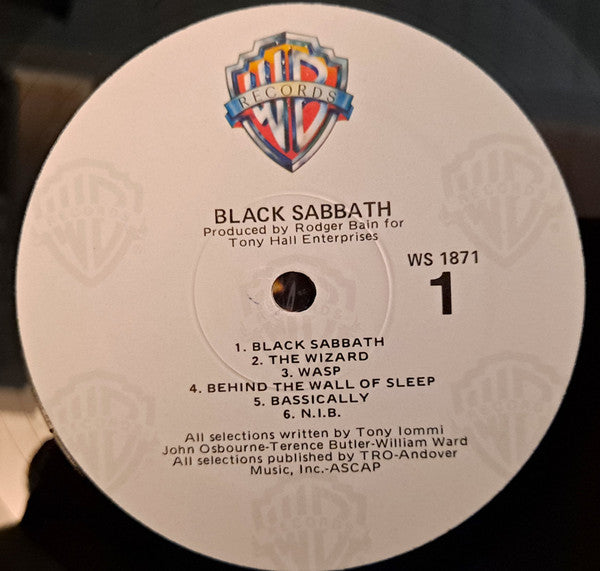 WB
RECORDS
BLACK SABBATH
Produced by Rodger Bain for
Tony Hall Enterprises
WS 1871
1
1. BLACK SABBATH
2. THE WIZARD
3. WASP
4. BEHIND THE WALL OF SLEEP
5. BASSICALLY
6. N.I.B.
All selections written by Tony Iommi
John Osbourne-Terence Butler-William Ward
All selections published by TRO-Andover
Music, Inc.-ASCAP